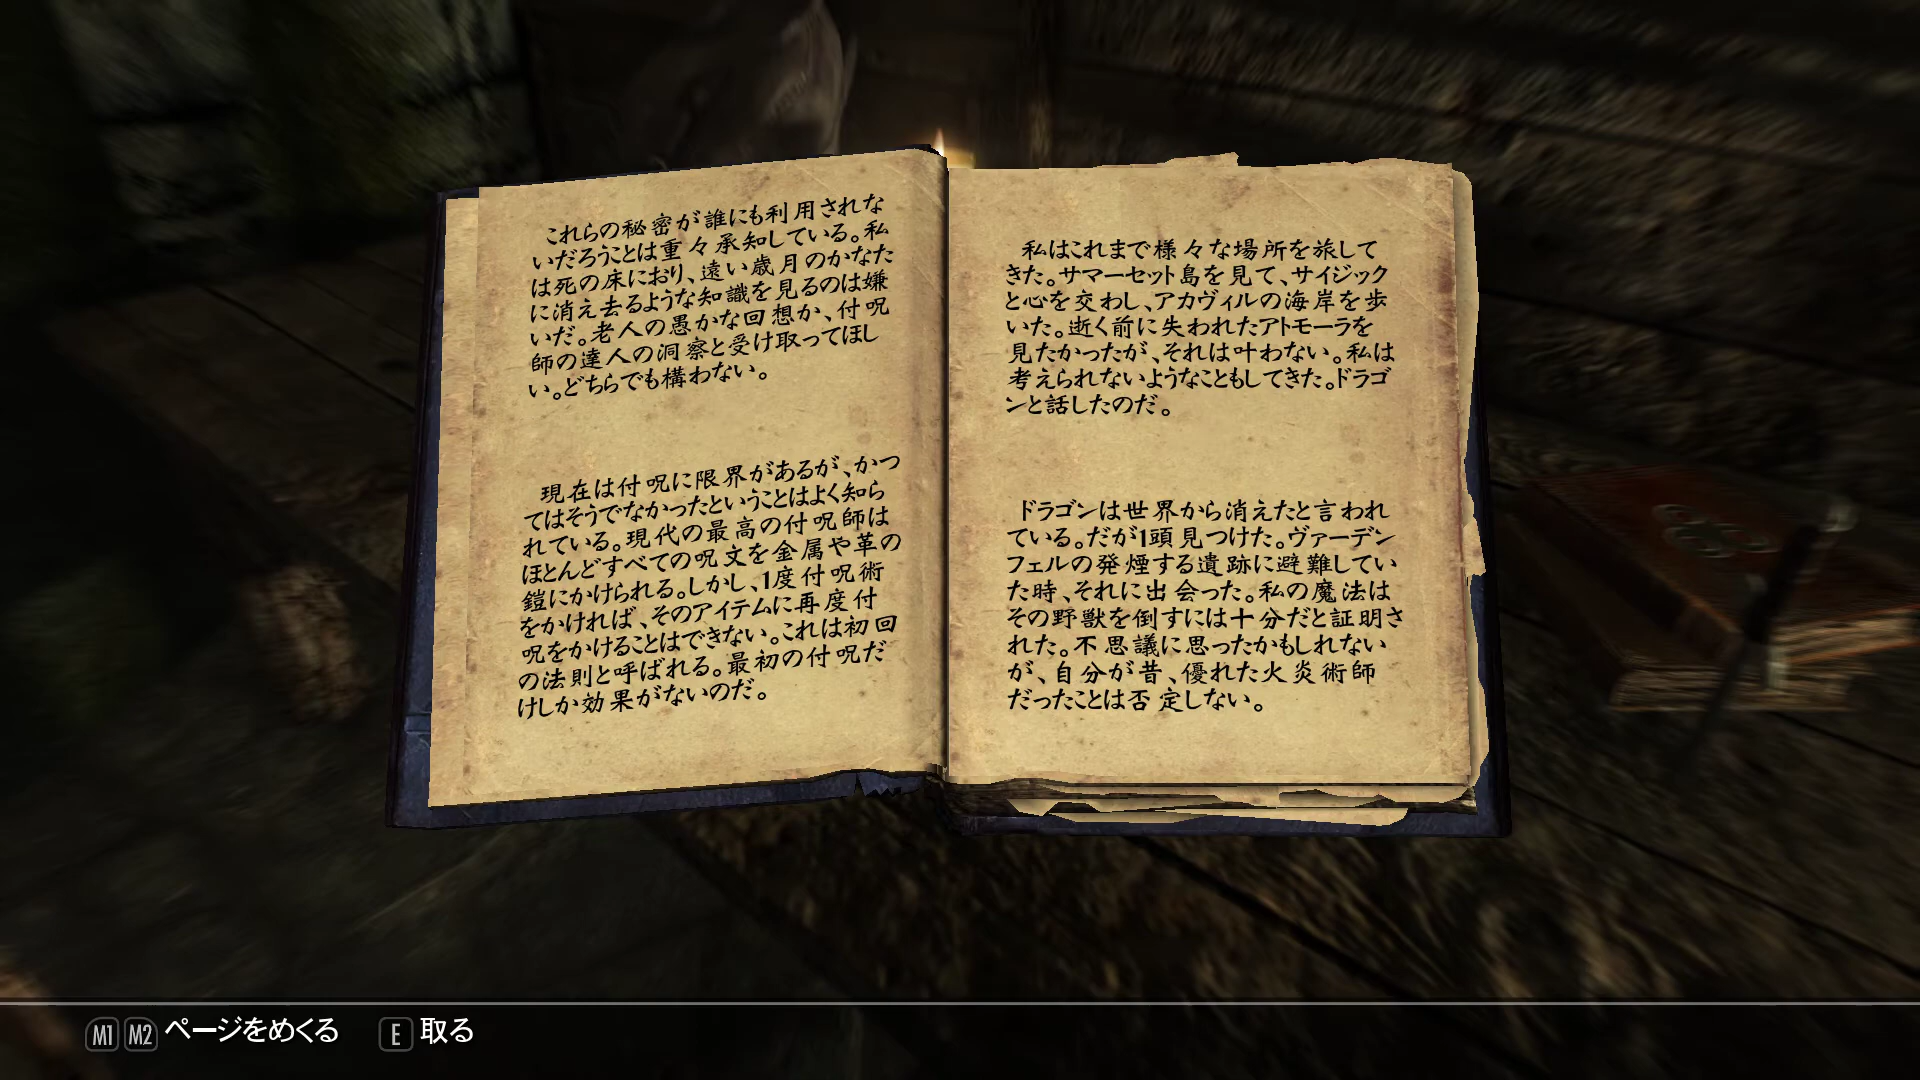 これらの秘密が誰にも利用されな
いだろうことは重々承知している。私
は死の床におり、遠い歳月のかなた
に消え去るような知識を見るのは嫌
いだ。老人の愚かな回想か、付呪
師の達人の洞察と受け取ってほし
い。どちらでも構わない。
現在は付呪に限界があるが、かつ
てはそうでなかったということはよく知ら
れている。現代の最高の付呪師は
ほとんどすべての呪文を金属や革の
鎧にかけられる。しかし、1度付呪術
をかければ、そのアイテムに再度付
呪をかけることはできない。これは初回
の法則と呼ばれる。最初の付呪だ
けしか効果がないのだ。
私はこれまで様々な場所を旅して
きた。サマーセット島を見て、サイジック
と心を交わし、アカヴィルの海岸を歩
いた。逝く前に失われたアトモーラを
見たかったが、それは叶わない。私は
考えられないようなこともしてきた。ドラゴ
ンと話したのだ。
ドラゴンは世界から消えたと言われ
ている。だが1頭見つけた。ヴァーデン
フェルの発煙する遺跡に避難してい
た時、それに出会った。私の魔法は
その野獣を倒すには十分だと証明さ
れた。不思議に思ったかもしれない
が、自分が昔、優れた火炎術師
だったことは否定しない。
M1 M2 ページをめくる E 取る